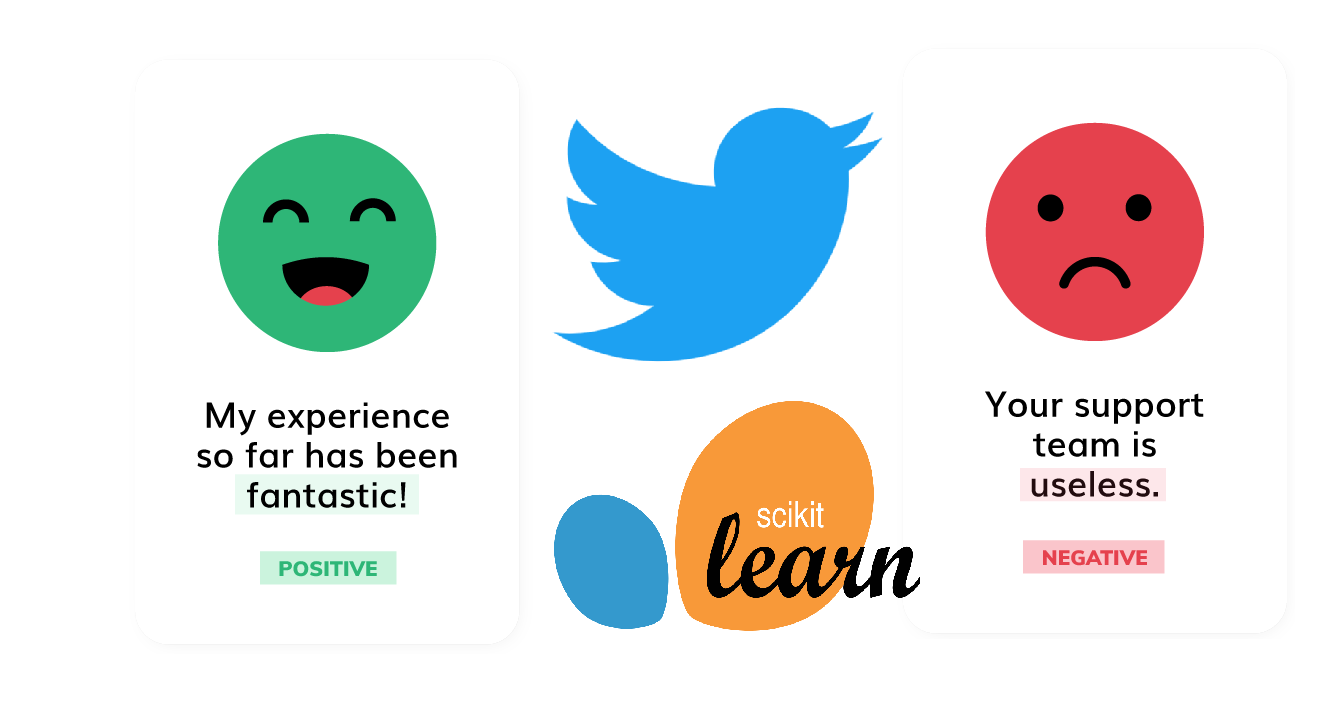 My experience
so far has been
fantastic!
POSITIVE
scikit
learn
Your support
team is
useless.
NEGATIVE